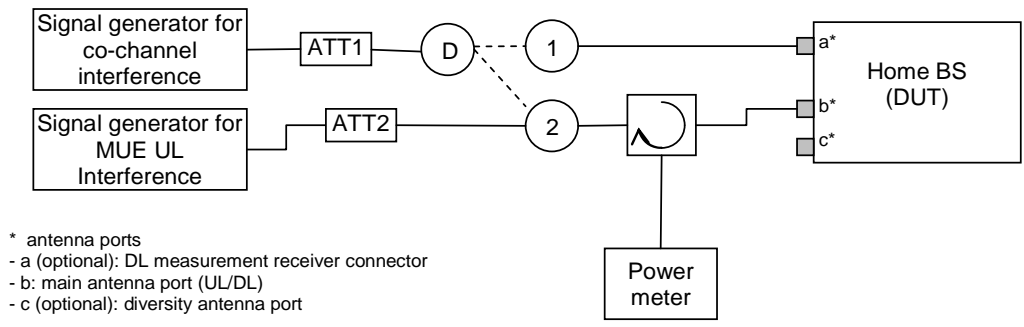 Signal generator for
co-channel
interference
ATT1
D
1
a*
Home BS
(DUT)
b*
c*
Signal generator for
MUE UL
Interference
ATT2
2
Power
meter
* antenna ports
- a (optional): DL measurement receiver connector
- b: main antenna port (UL/DL)
- c (optional): diversity antenna port